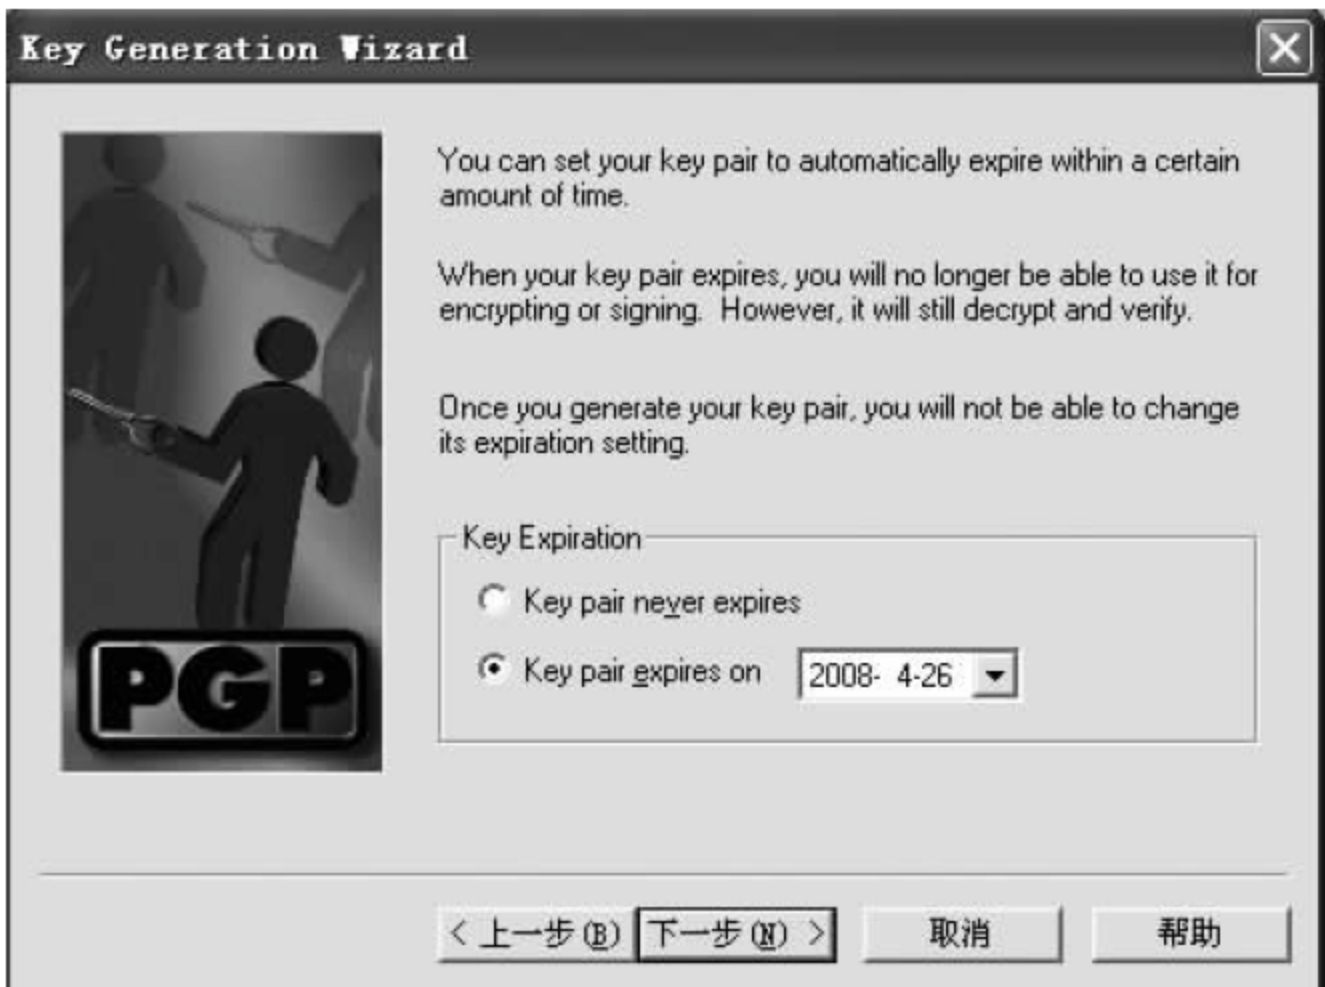 Key Generation Wizard
You can set your key pair to automatically expire within a certain
amount of time.
When your key pair expires, you will no longer be able to use it for
encrypting or signing. However, it will still decrypt and verify.
Once you generate your key pair, you will not be able to change
its expiration setting.
Key Expiration
Key pair never expires
Key pair expires on 2008- 4-26
PGP
< 上一步(B) 下一步(N) > 取消 帮助